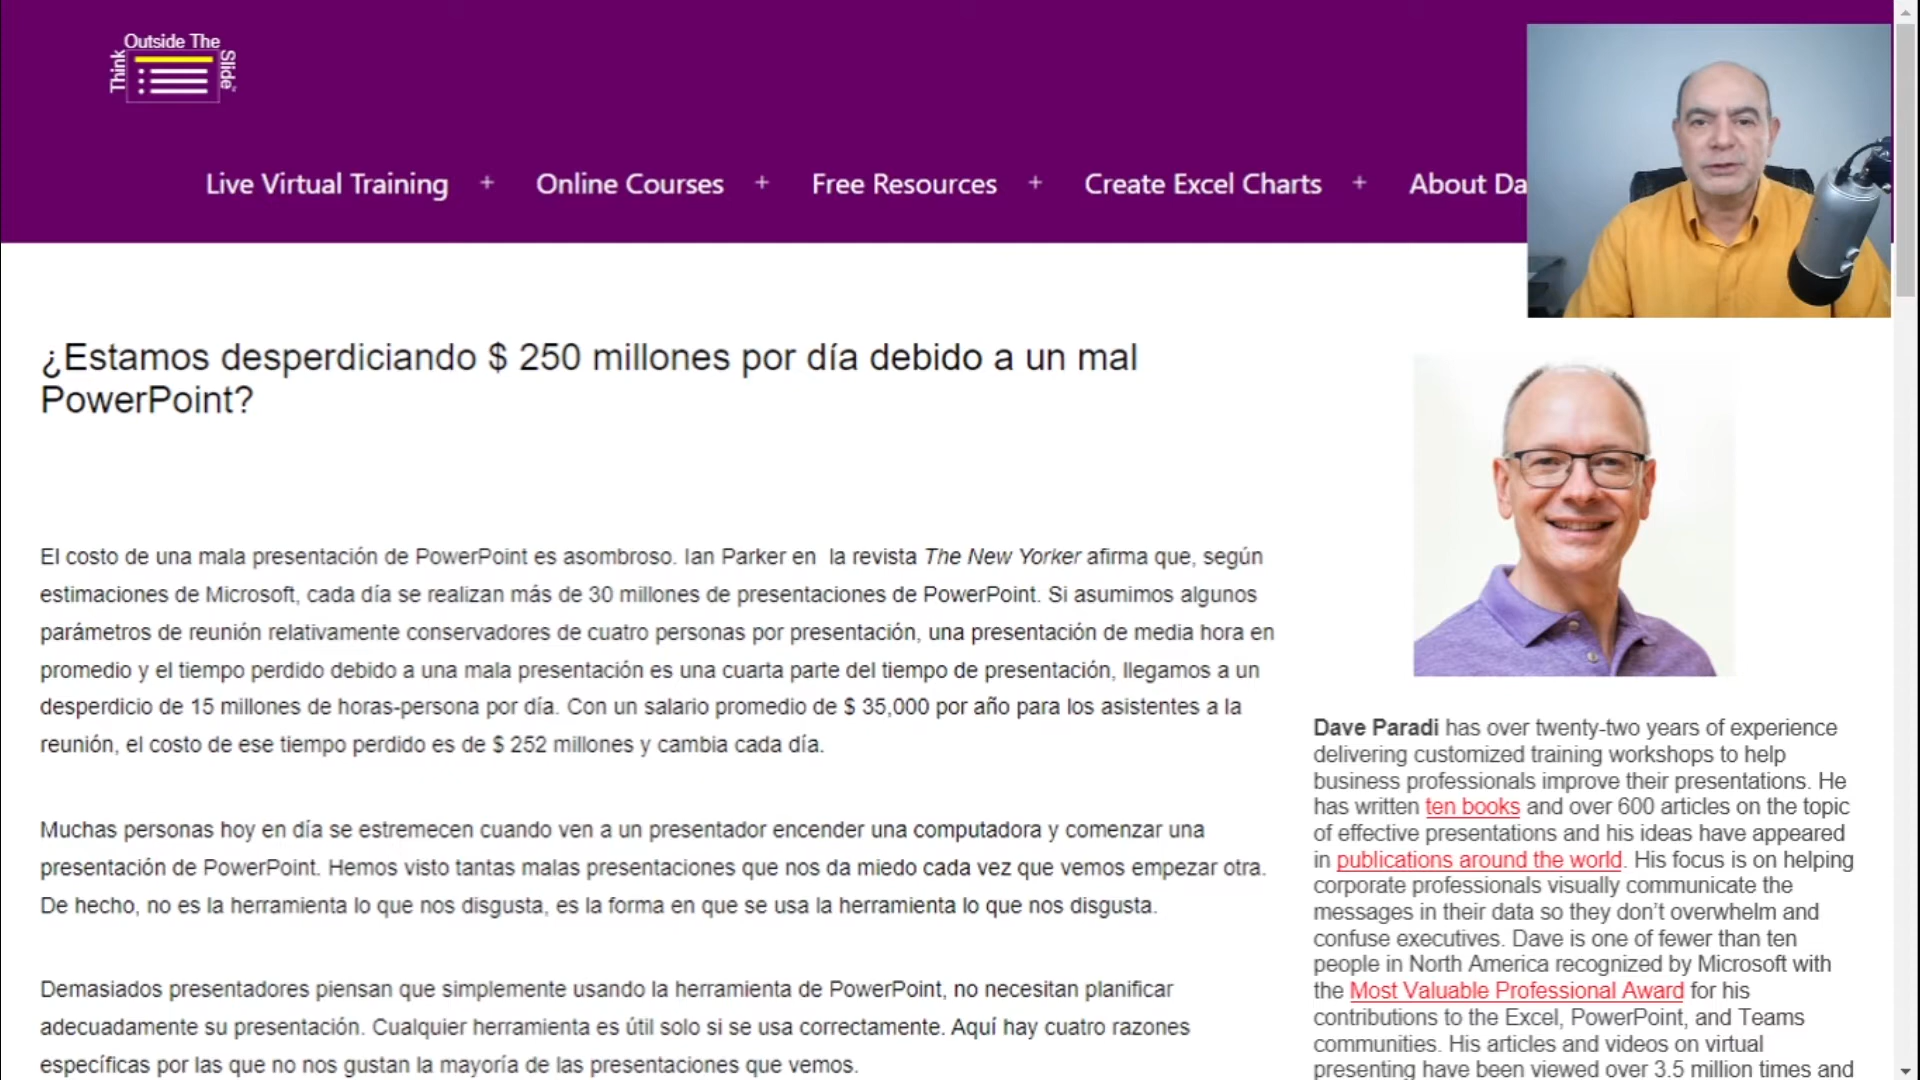 Think
Outside The
Slide
Live Virtual Training +
Online Courses +
Free Resources +
Create Excel Charts +
About Da
¿Estamos desperdiciando $ 250 millones por día debido a un mal
PowerPoint?
El costo de una mala presentación de PowerPoint es asombroso. Ian Parker en la revista The New Yorker afirma que, según
estimaciones de Microsoft, cada día se realizan más de 30 millones de presentaciones de PowerPoint. Si asumimos algunos
parámetros de reunión relativamente conservadores de cuatro personas por presentación, una presentación de media hora en
promedio y el tiempo perdido debido a una mala presentación es una cuarta parte del tiempo de presentación, llegamos a un
desperdicio de 15 millones de horas-persona por día. Con un salario promedio de $ 35,000 por año para los asistentes a la
reunión, el costo de ese tiempo perdido es de $ 252 millones y cambia cada día.
Muchas personas hoy en día se estremecen cuando ven a un presentador encender una computadora y comenzar una
presentación de PowerPoint. Hemos visto tantas malas presentaciones que nos da miedo cada vez que vemos empezar otra.
De hecho, no es la herramienta lo que nos disgusta, es la forma en que se usa la herramienta lo que nos disgusta.
Demasiados presentadores piensan que simplemente usando la herramienta de PowerPoint, no necesitan planificar
adecuadamente su presentación. Cualquier herramienta es útil solo si se usa correctamente. Aquí hay cuatro razones
específicas por las que no nos gustan la mayoría de las presentaciones que vemos.
Dave Paradi has over twenty-two years of experience
delivering customized training workshops to help
business professionals improve their presentations. He
has written ten books and over 600 articles on the topic
of effective presentations and his ideas have appeared
in publications around the world. His focus is on helping
corporate professionals visually communicate the
messages in their data so they don't overwhelm and
confuse executives. Dave is one of fewer than ten
people in North America recognized by Microsoft with
the Most Valuable Professional Award for his
contributions to the Excel, PowerPoint, and Teams
communities. His articles and videos on virtual
presenting have been viewed over 3.5 million times and